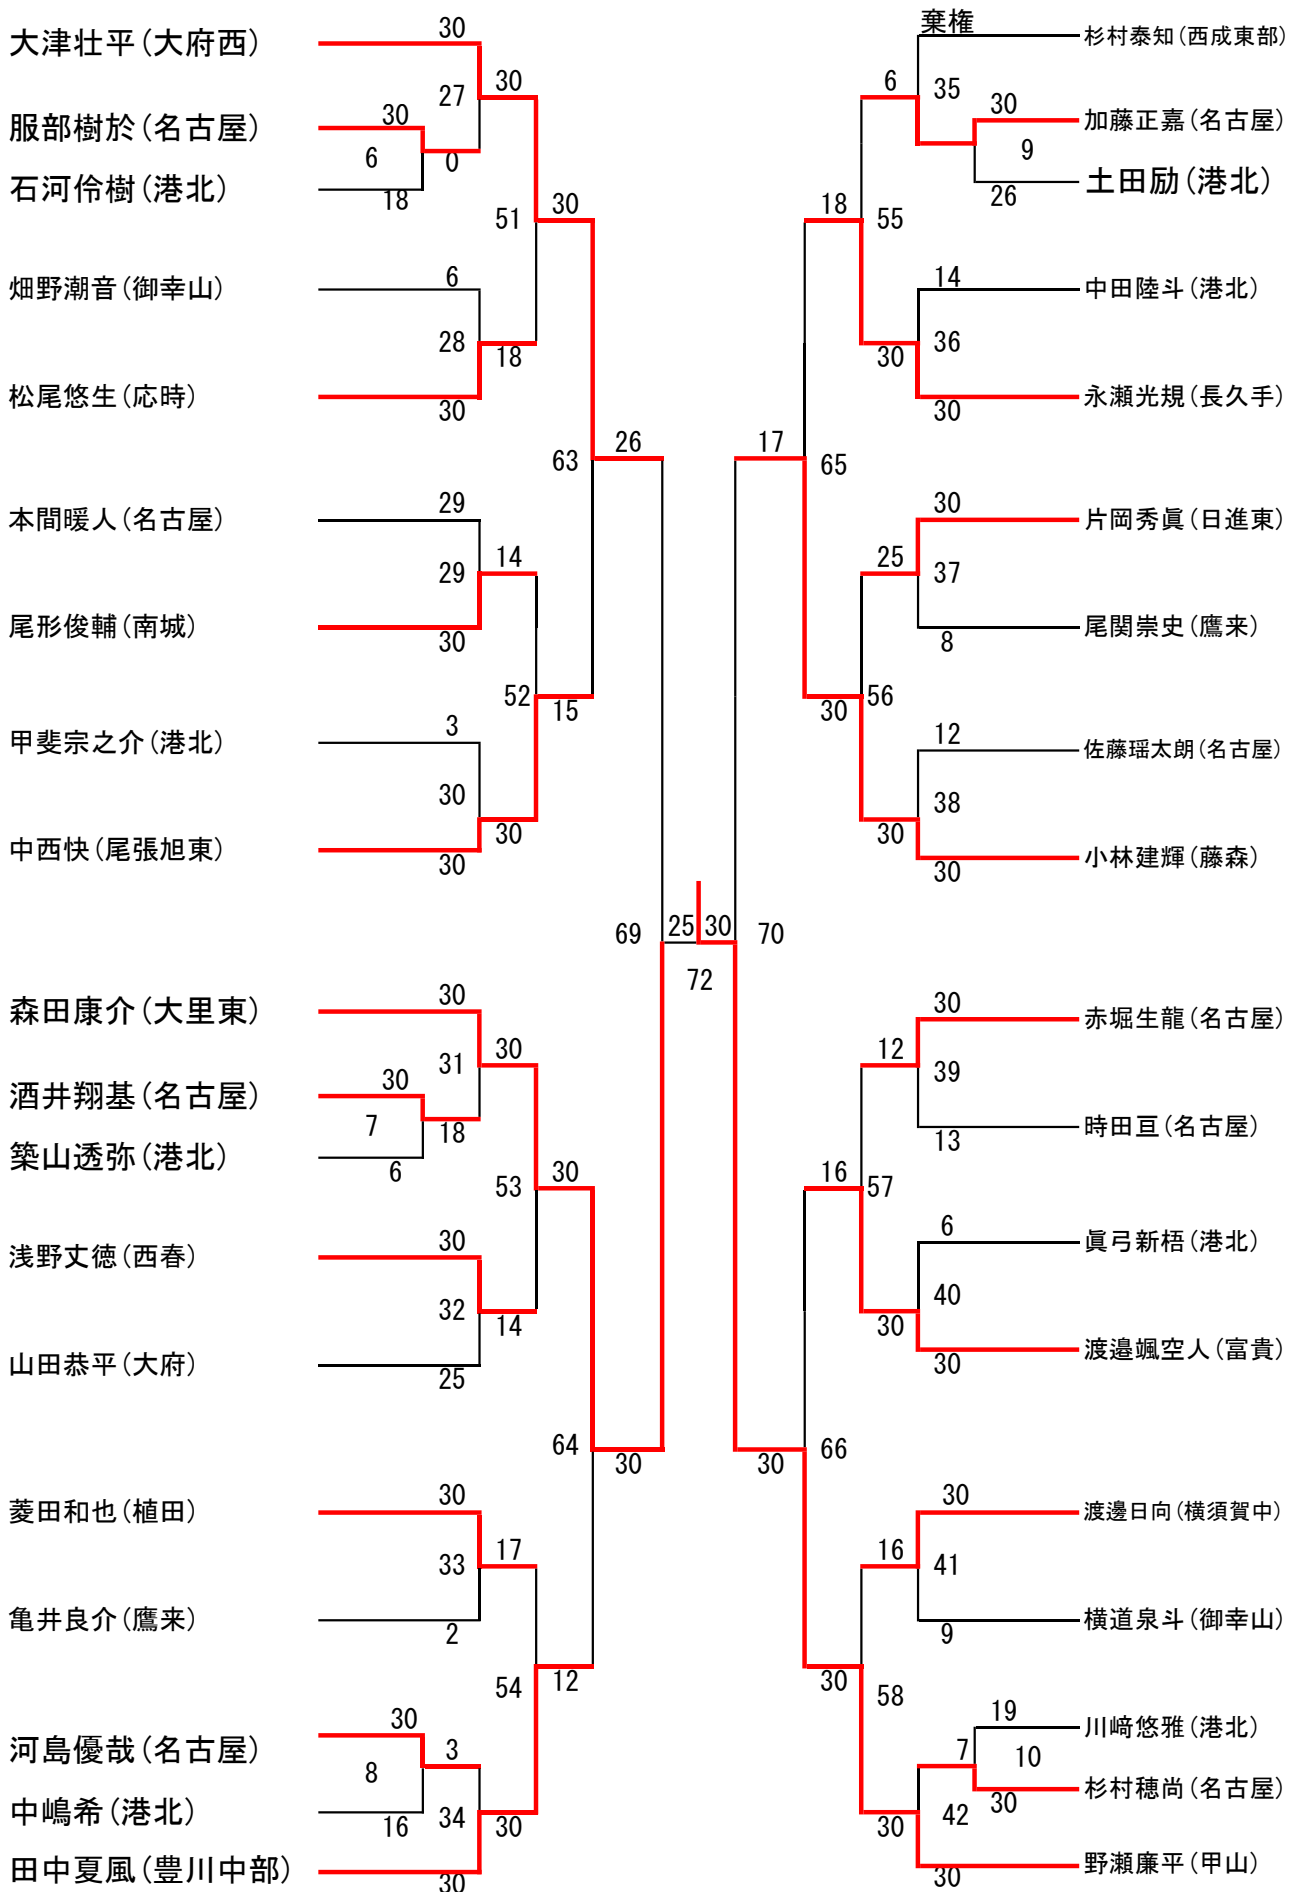 大津壮平(大府西)
30
27
30
服部樹於(名古屋)
30
6
0
石河伶樹(港北)
18
51
30
畑野潮音(御幸山)
6
28
18
松尾悠生(応時)
30
63
26
本間暖人(名古屋)
29
29
14
尾形俊輔(南城)
30
52
15
甲斐宗之介(港北)
3
30
30
中西快(尾張旭東)
30
69
25
30
70
72
森田康介(大里東)
30
31
30
酒井翔基(名古屋)
30
7
18
築山透弥(港北)
6
53
30
浅野丈徳(西春)
30
32
14
山田恭平(大府)
25
64
30
菱田和也(植田)
30
33
17
亀井良介(鷹来)
2
54
12
河島優哉(名古屋)
30
8
3
中嶋希(港北)
16
34
30
田中夏風(豊川中部)
30
棄権
杉村泰知(西成東部)
6
35
30
加藤正嘉(名古屋)
9
土田励(港北)
26
18
55
14
中田陸斗(港北)
30
36
永瀬光規(長久手)
30
17
65
30
片岡秀眞(日進東)
25
37
尾関崇史(鷹来)
8
30
56
12
佐藤瑶太朗(名古屋)
38
30
小林建輝(藤森)
30
30
赤堀生龍(名古屋)
12
39
時田亘(名古屋)
13
16
57
6
眞弓新梧(港北)
40
30
渡邉颯空人(富貴)
30
30
66
30
渡邊日向(横須賀中)
16
41
横道泉斗(御幸山)
9
30
58
19
川﨑悠雅(港北)
7
10
杉村穂尚(名古屋)
30
42
30
野瀬廉平(甲山)
30